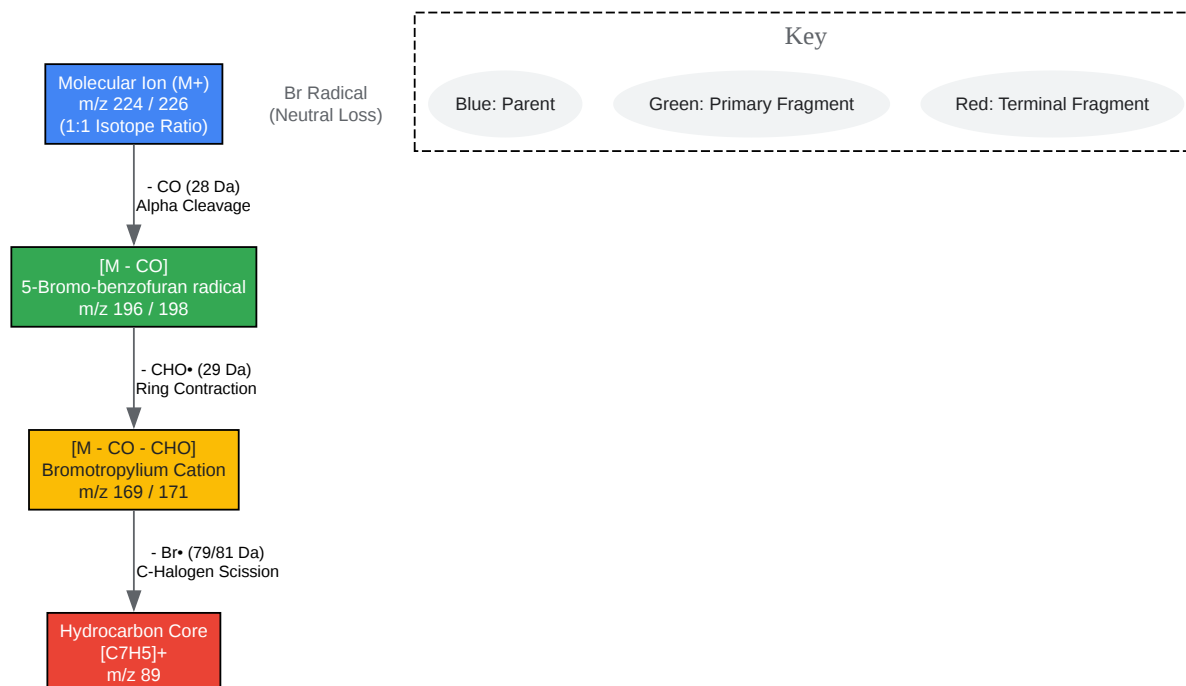 Molecular Ion (M+)
m/z 224 / 226
(1:1 Isotope Ratio)
Br Radical
(Neutral Loss)
Key
Blue: Parent
Green: Primary Fragment
Red: Terminal Fragment
- CO (28 Da)
Alpha Cleavage
[M - CO]
5-Bromo-benzofuran radical
m/z 196 / 198
- CHO• (29 Da)
Ring Contraction
[M - CO - CHO]
Bromotropylium Cation
m/z 169 / 171
- Br• (79/81 Da)
C-Halogen Scission
Hydrocarbon Core
[C7H5]+
m/z 89